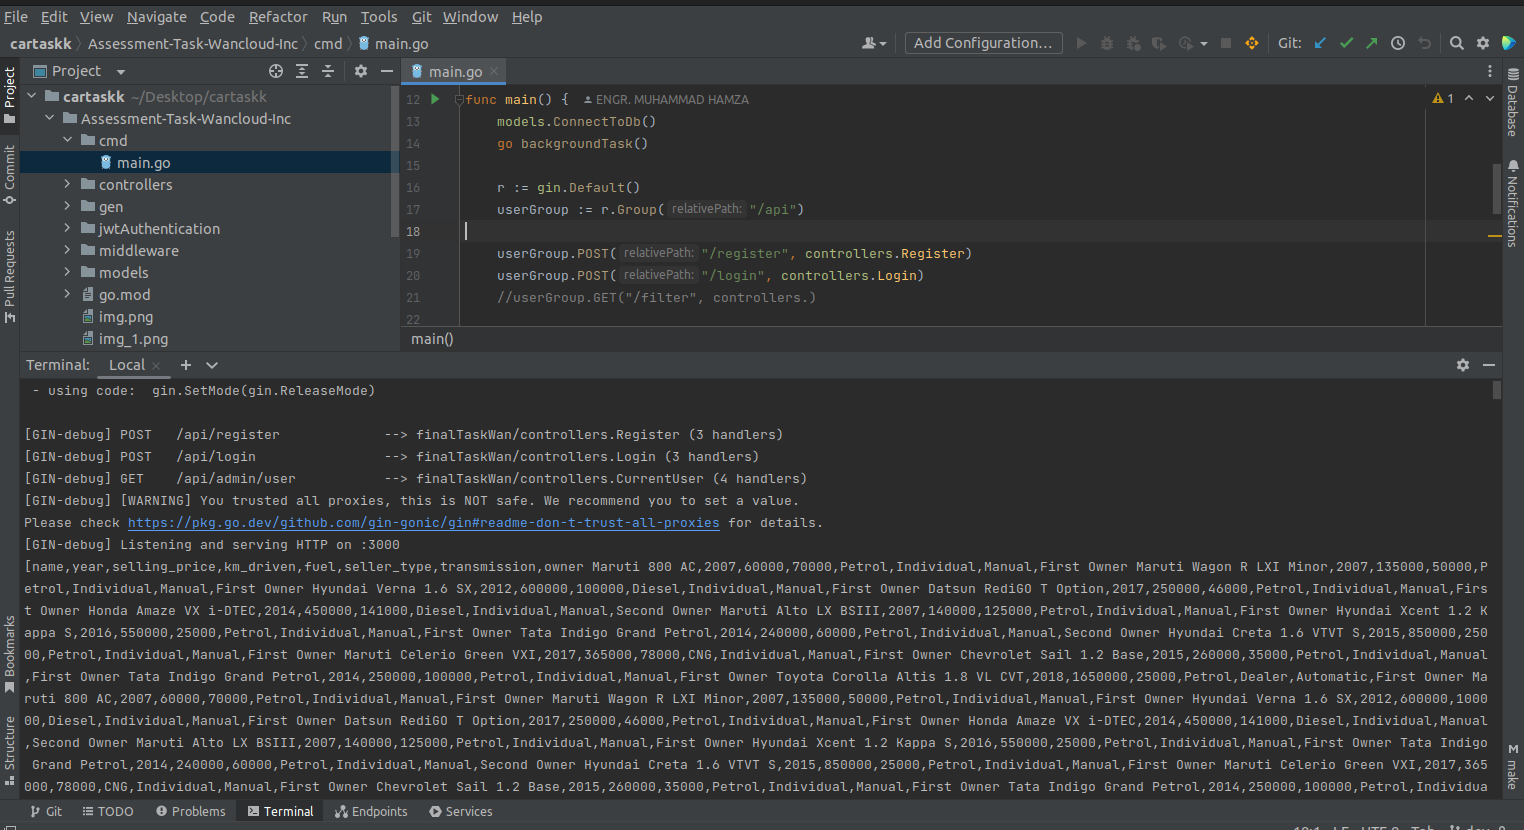 File Edit View Navigate Code Refactor Run Tools Git Window Help
cartaskk Assessment-Task-Wancloud-Inc cmd main.go Add Configuration... Git:
Project
main.go
cartaskk ~/Desktop/cartaskk
Assessment-Task-Wancloud-Inc
cmd
main.go
controllers
gen
jwtAuthentication
middleware
models
go.mod
img.png
img_1.png
12 func main() { ENGR. MUHAMMAD HAMZA
13 models.ConnectToDb()
14 go backgroundTask()
15
16 r := gin.Default()
17 userGroup := r.Group( relativePath: "/api")
18
19 userGroup.POST( relativePath: "/register", controllers.Register)
20 userGroup.POST( relativePath: "/login", controllers.Login)
21 //userGroup.GET("/filter", controllers.)
22
1
main()
Project
Commit
Pull Requests
Bookmarks
Structure
Database
Notifications
make
Terminal: Local
- using code:  gin.SetMode(gin.ReleaseMode)
[GIN-debug] POST   /api/register             --> finalTaskWan/controllers.Register (3 handlers)
[GIN-debug] POST   /api/login                --> finalTaskWan/controllers.Login (3 handlers)
[GIN-debug] GET    /api/admin/user           --> finalTaskWan/controllers.CurrentUser (4 handlers)
[GIN-debug] [WARNING] You trusted all proxies, this is NOT safe. We recommend you to set a value.
Please check https://pkg.go.dev/github.com/gin-gonic/gin#readme-don-t-trust-all-proxies for details.
[GIN-debug] Listening and serving HTTP on :3000
[name,year,selling_price,km_driven,fuel,seller_type,transmission,owner Maruti 800 AC,2007,60000,70000,Petrol,Individual,Manual,First Owner Maruti Wagon R LXI Minor,2007,135000,50000,P
etrol,Individual,Manual,First Owner Hyundai Verna 1.6 SX,2012,600000,100000,Diesel,Individual,Manual,First Owner Datsun RediGO T Option,2017,250000,46000,Petrol,Individual,Manual,Firs
t Owner Honda Amaze VX i-DTEC,2014,450000,141000,Diesel,Individual,Manual,Second Owner Maruti Alto LX BSIII,2007,140000,125000,Petrol,Individual,Manual,First Owner Hyundai Xcent 1.2 K
appa S,2016,550000,25000,Petrol,Individual,Manual,First Owner Tata Indigo Grand Petrol,2014,240000,60000,Petrol,Individual,Manual,Second Owner Hyundai Creta 1.6 VTVT S,2015,850000,250
00,Petrol,Individual,Manual,First Owner Maruti Celerio Green VXI,2017,365000,78000,CNG,Individual,Manual,First Owner Chevrolet Sail 1.2 Base,2015,260000,35000,Petrol,Individual,Manual
,First Owner Tata Indigo Grand Petrol,2014,250000,100000,Petrol,Individual,Manual,First Owner Toyota Corolla Altis 1.8 VL CVT,2018,1650000,25000,Petrol,Dealer,Automatic,First Owner Ma
ruti 800 AC,2007,60000,70000,Petrol,Individual,Manual,First Owner Maruti Wagon R LXI Minor,2007,135000,50000,Petrol,Individual,Manual,First Owner Hyundai Verna 1.6 SX,2012,600000,1000
00,Diesel,Individual,Manual,First Owner Datsun RediGO T Option,2017,250000,46000,Petrol,Individual,Manual,First Owner Honda Amaze VX i-DTEC,2014,450000,141000,Diesel,Individual,Manual
,Second Owner Maruti Alto LX BSIII,2007,140000,125000,Petrol,Individual,Manual,First Owner Hyundai Xcent 1.2 Kappa S,2016,550000,25000,Petrol,Individual,Manual,First Owner Tata Indigo
 Grand Petrol,2014,240000,60000,Petrol,Individual,Manual,Second Owner Hyundai Creta 1.6 VTVT S,2015,850000,25000,Petrol,Individual,Manual,First Owner Maruti Celerio Green VXI,2017,365
000,78000,CNG,Individual,Manual,First Owner Chevrolet Sail 1.2 Base,2015,260000,35000,Petrol,Individual,Manual,First Owner Tata Indigo Grand Petrol,2014,250000,100000,Petrol,Individua
Git TODO Problems Terminal Endpoints Services